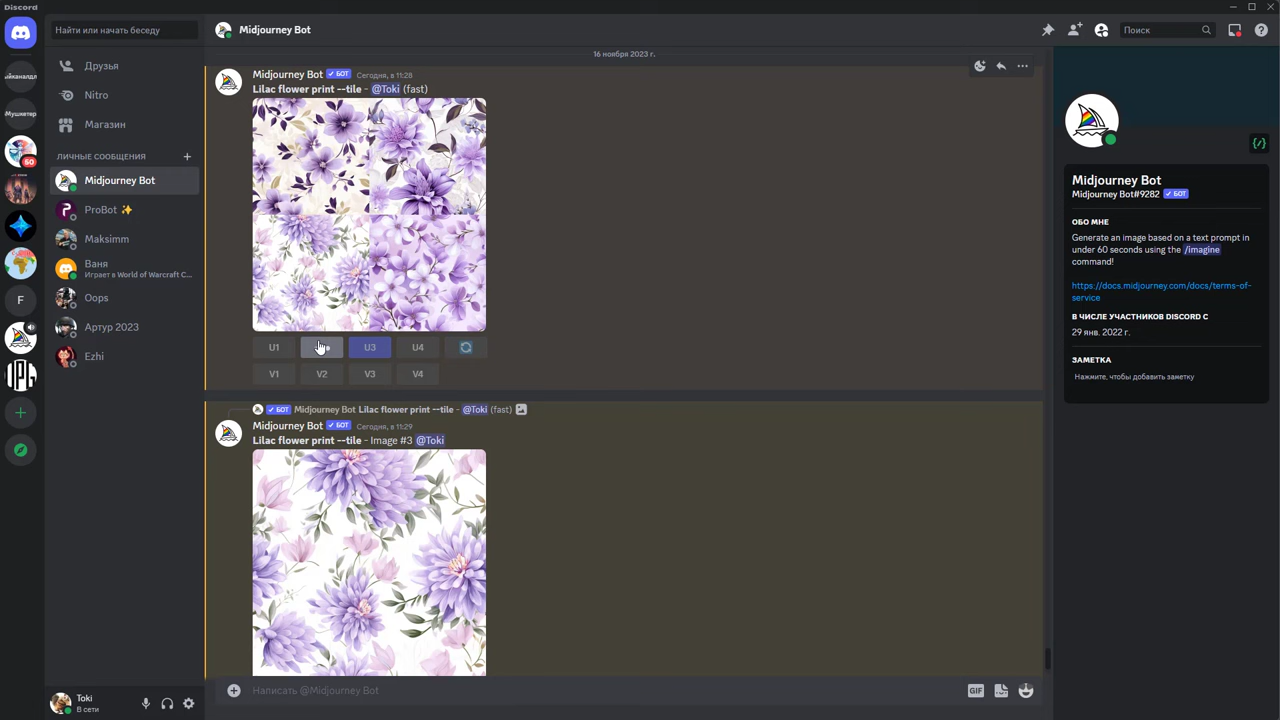 Discord
Найти или начать беседу
Midjourney Bot
Поиск
йканалдл
Мушкетер
50
F
Друзья
Nitro
Магазин
ЛИЧНЫЕ СООБЩЕНИЯ
Midjourney Bot
ProBot ✨
Maksimm
Ваня
Играет в World of Warcraft C...
Oops
Артур 2023
Ezhi
Toki
В сети
16 ноября 2023 г.
Midjourney Bot ✓ БОТ Сегодня, в 11:28
Lilac flower print --tile - @Toki (fast)
U1 U3 U4
V1 V2 V3 V4
✓ БОТ Midjourney Bot Lilac flower print --tile - @Toki (fast)
Midjourney Bot ✓ БОТ Сегодня, в 11:29
Lilac flower print --tile - Image #3 @Toki
Написать @Midjourney Bot
GIF
Midjourney Bot
Midjourney Bot#9282 ✓ БОТ
ОБО МНЕ
Generate an image based on a text prompt in
under 60 seconds using the /imagine
command!
https://docs.midjourney.com/docs/terms-of-
service
В ЧИСЛЕ УЧАСТНИКОВ DISCORD С
29 янв. 2022 г.
ЗАМЕТКА
Нажмите, чтобы добавить заметку